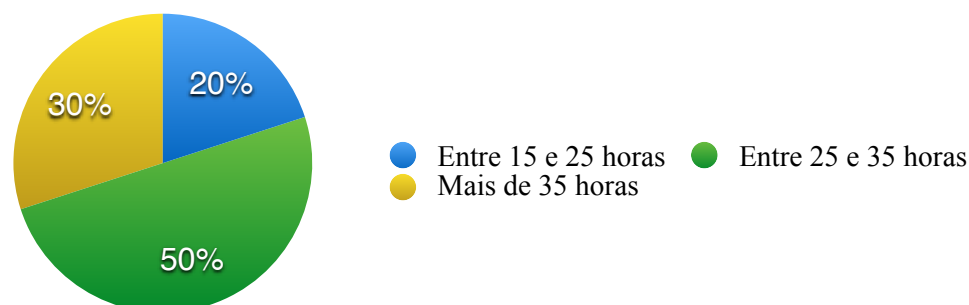 20%
30%
50%
Entre 15 e 25 horas
Entre 25 e 35 horas
Mais de 35 horas